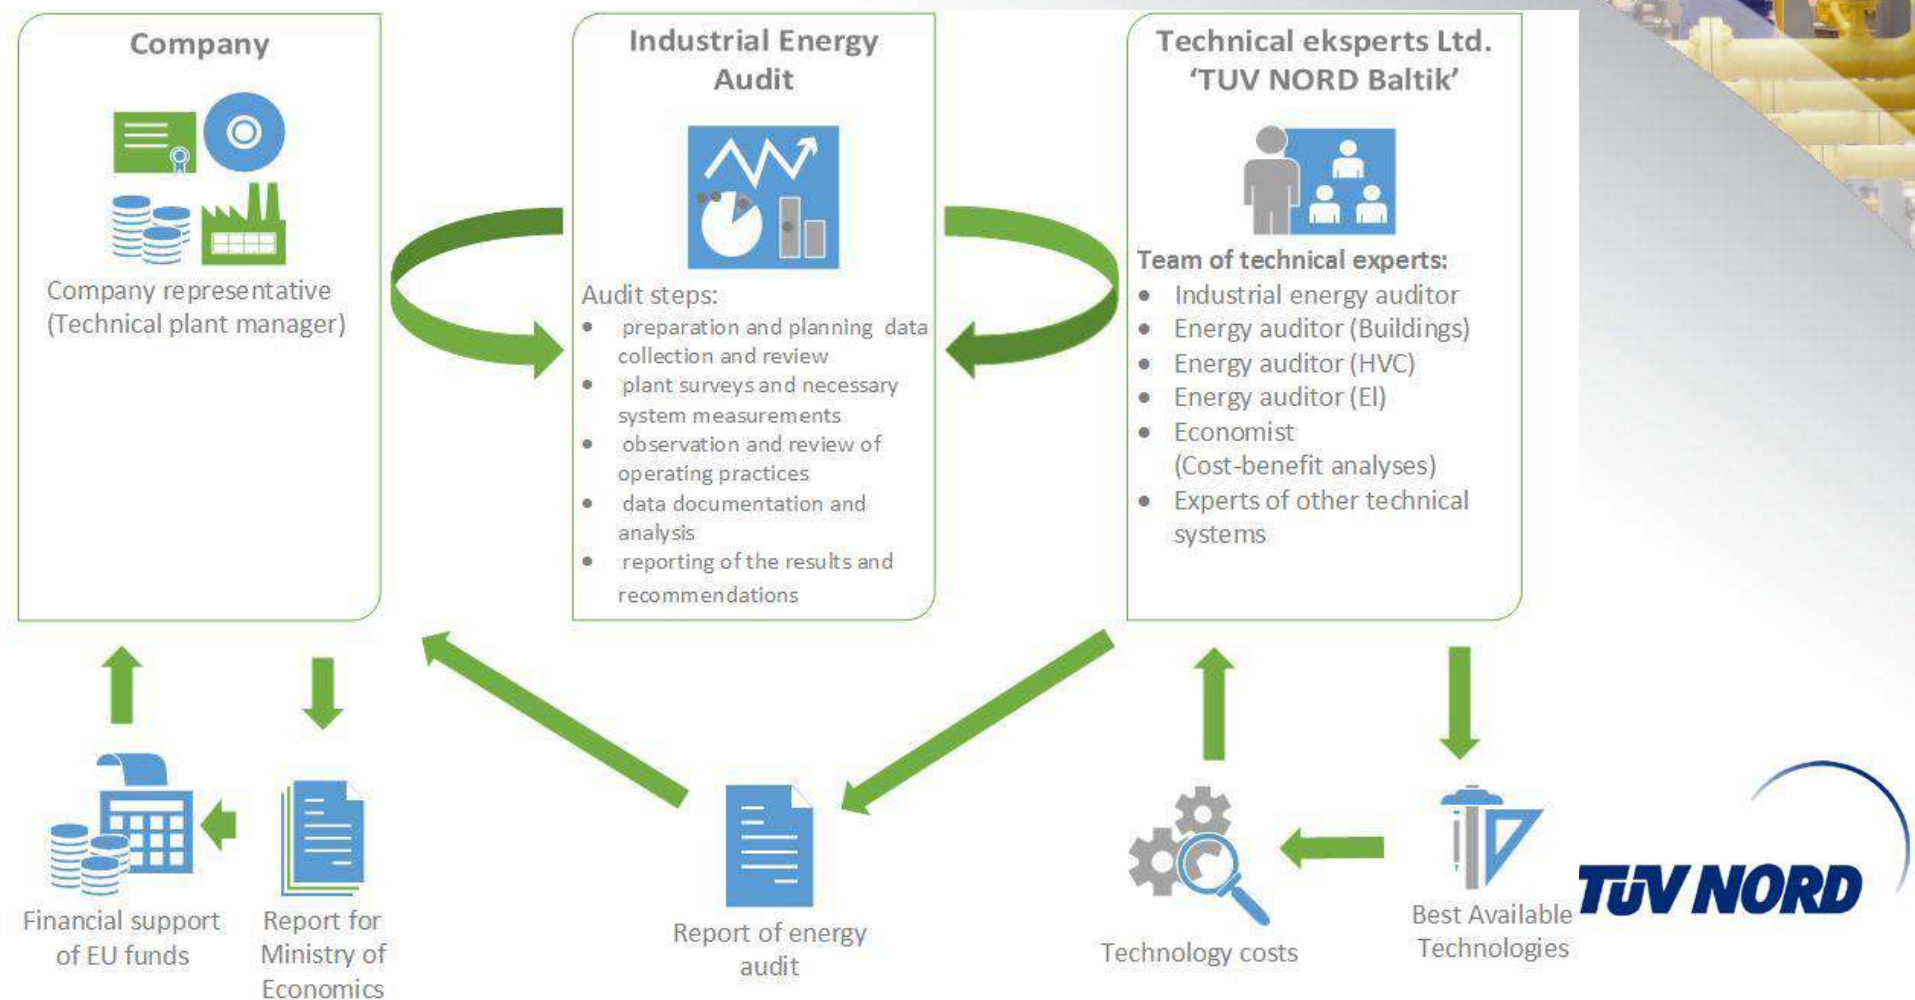 Company
Company representative
(Technical plant manager)
Industrial Energy
Audit
Audit steps:
• preparation and planning data
collection and review
• plant surveys and necessary
system measurements
• observation and review of
operating practices
• data documentation and
analysis
• reporting of the results and
recommendations
Technical eksperts Ltd.
‘TUV NORD Baltik’
Team of technical experts:
• Industrial energy auditor
• Energy auditor (Buildings)
• Energy auditor (HVC)
• Energy auditor (El)
• Economist
(Cost-benefit analyses)
• Experts of other technical
systems
Financial support
of EU funds
Report for
Ministry of
Economics
Report of energy
audit
Technology costs
Best Available
Technologies
TÜV NORD